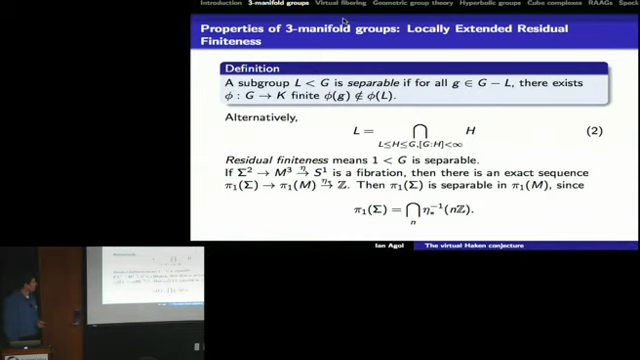 Introduction 3-manifold groups Virtual fibering Geometric group theory Hyperbolic groups Cube complexes RAAGs Speci
Properties of 3-manifold groups: Locally Extended Residual
Finiteness
Definition
A subgroup L < G is separable if for all g ∈ G − L, there exists
φ : G → K finite φ(g) ∉ φ(L).
Alternatively,
L = ⋂ H (2)
L≤H≤G,[G:H]<∞
Residual finiteness means 1 < G is separable.
If Σ² → M³ →^η S¹ is a fibration, then there is an exact sequence
π₁(Σ) → π₁(M) →^η* ℤ. Then π₁(Σ) is separable in π₁(M), since
π₁(Σ) = ⋂ₙ η*⁻¹(nℤ).
Ian Agol The virtual Haken conjecture